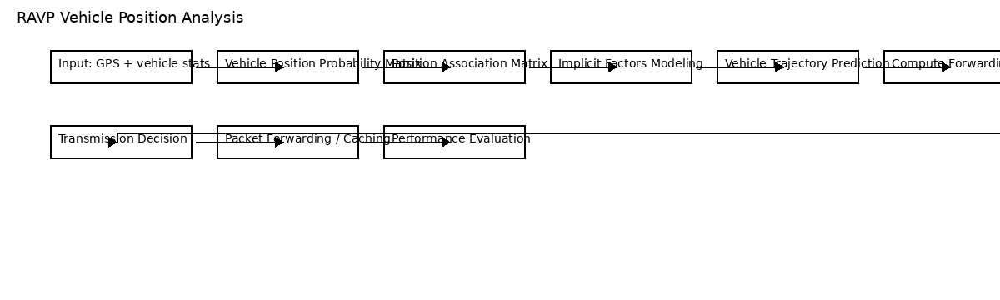 RAVP Vehicle Position Analysis
Input: GPS + vehicle stats
Vehicle Position Probability Matrix
Position Association Matrix
Implicit Factors Modeling
Vehicle Trajectory Prediction
Compute
Transmission Decision
Packet Forwarding / Caching
Performance Evaluation